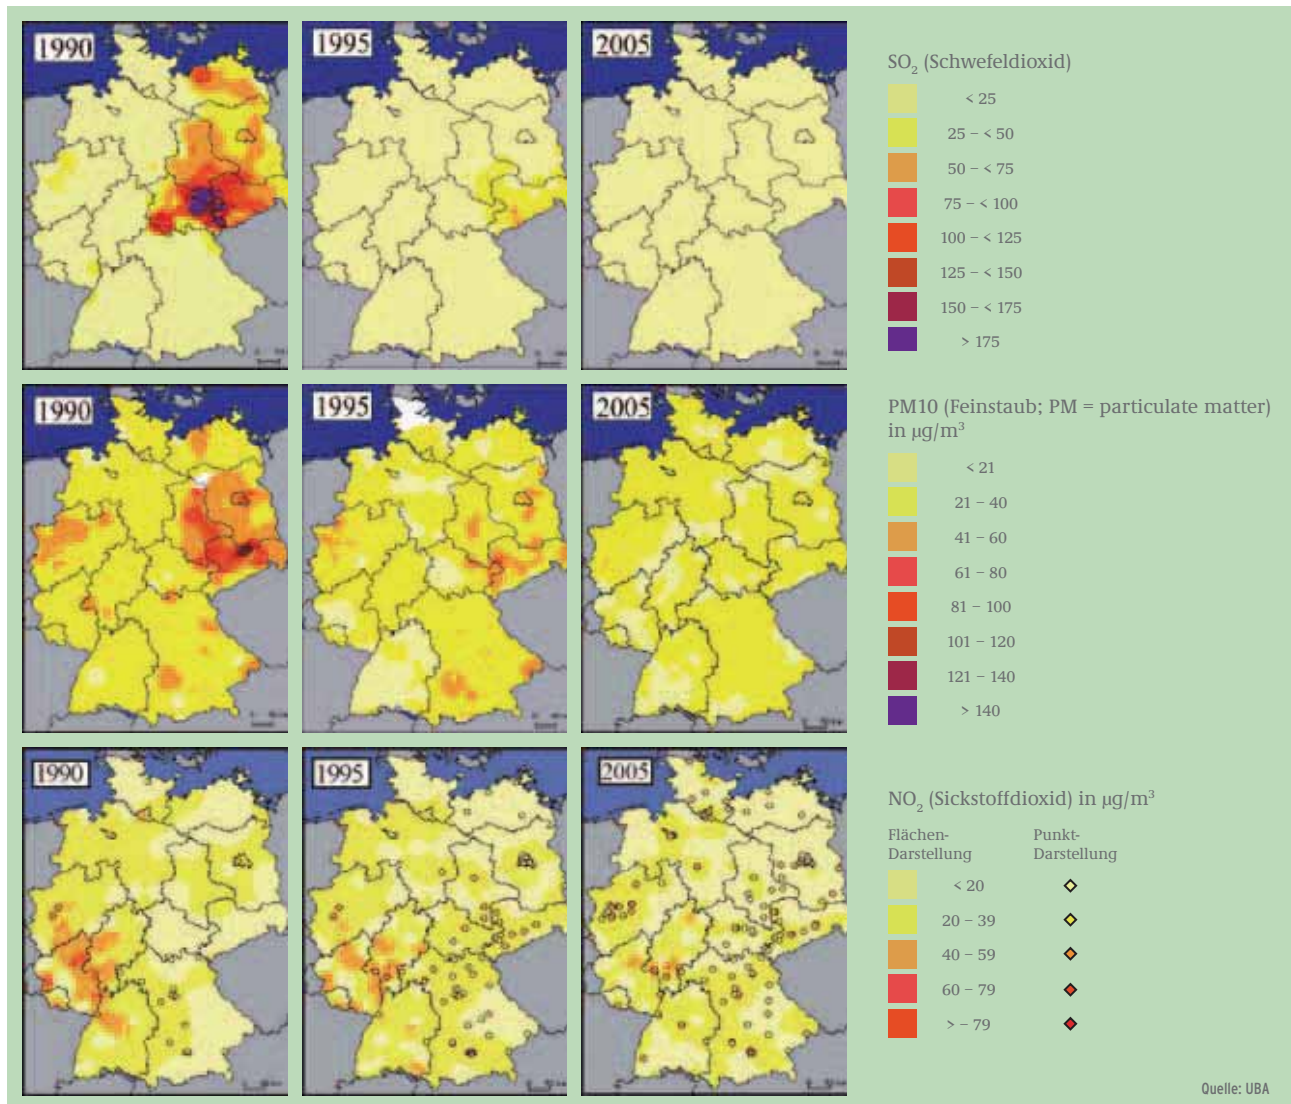 1990
1995
2005
SO2 (Schwefeldioxid)
< 25
25 – < 50
50 – < 75
75 – < 100
100 – < 125
125 – < 150
150 – < 175
> 175
1990
1995
2005
PM10 (Feinstaub; PM = particulate matter)
in µg/m³
< 21
21 – 40
41 – 60
61 – 80
81 – 100
101 – 120
121 – 140
> 140
1990
1995
2005
NO2 (Sickstoffdioxid) in µg/m³
Flächen-
Darstellung
Punkt-
Darstellung
< 20
20 – 39
40 – 59
60 – 79
> – 79
Quelle: UBA